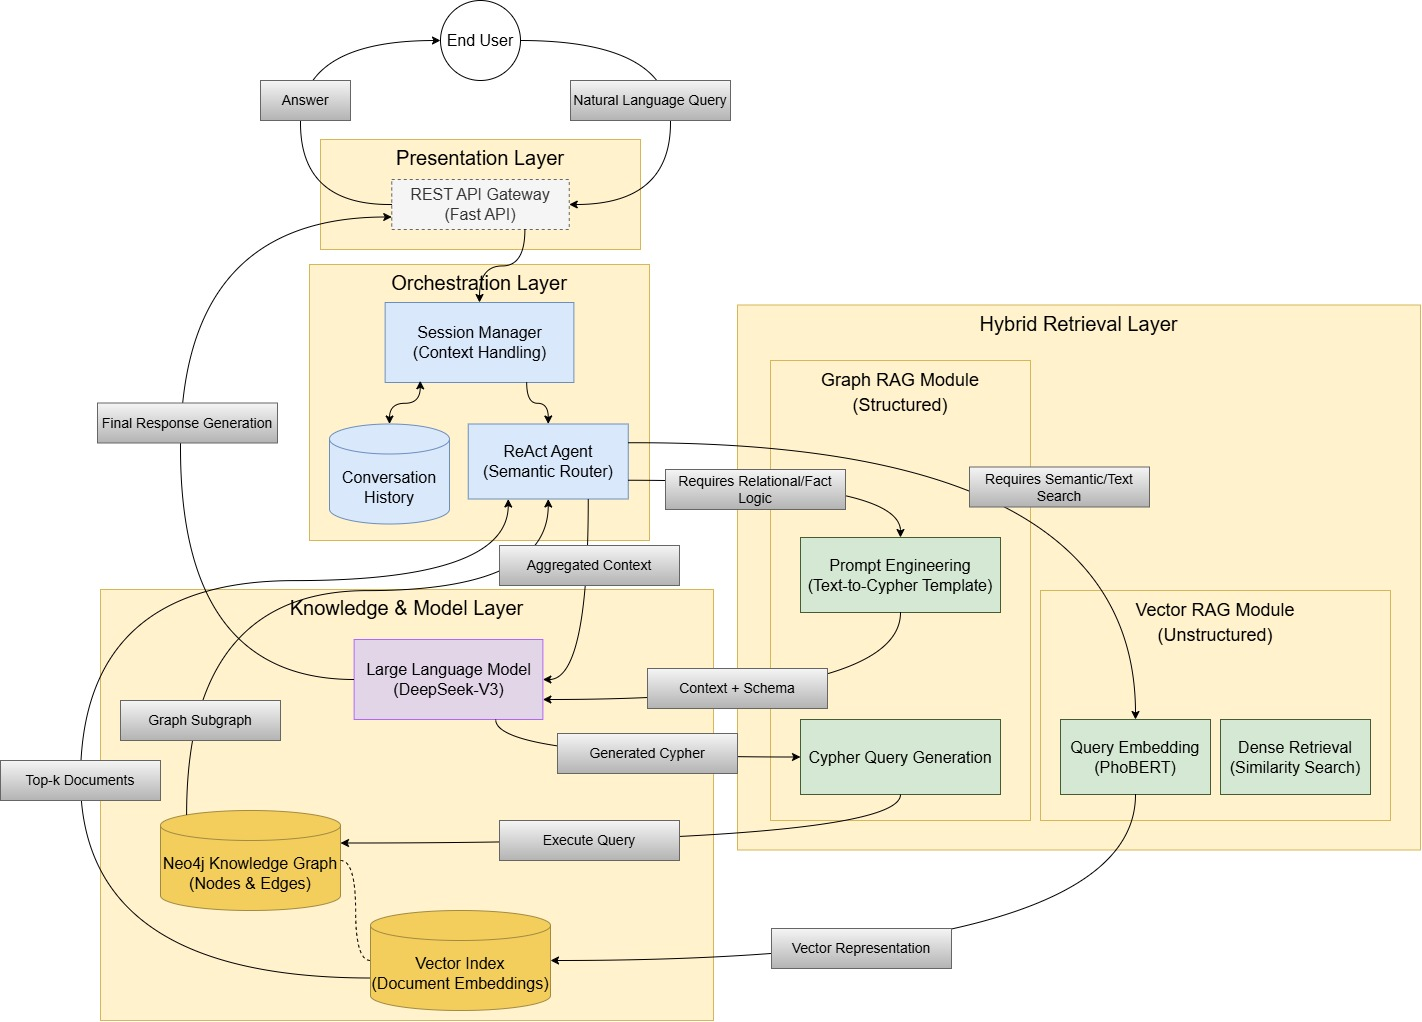 End User
Answer
Natural Language Query
Presentation Layer
REST API Gateway
(Fast API)
Orchestration Layer
Session Manager
(Context Handling)
Conversation
History
ReAct Agent
(Semantic Router)
Final Response Generation
Hybrid Retrieval Layer
Graph RAG Module
(Structured)
Requires Relational/Fact
Logic
Requires Semantic/Text
Search
Prompt Engineering
(Text-to-Cypher Template)
Vector RAG Module
(Unstructured)
Aggregated Context
Knowledge & Model Layer
Large Language Model
(DeepSeek-V3)
Context + Schema
Graph Subgraph
Generated Cypher
Cypher Query Generation
Query Embedding
(PhoBERT)
Dense Retrieval
(Similarity Search)
Top-k Documents
Execute Query
Neo4j Knowledge Graph
(Nodes & Edges)
Vector Index
(Document Embeddings)
Vector Representation